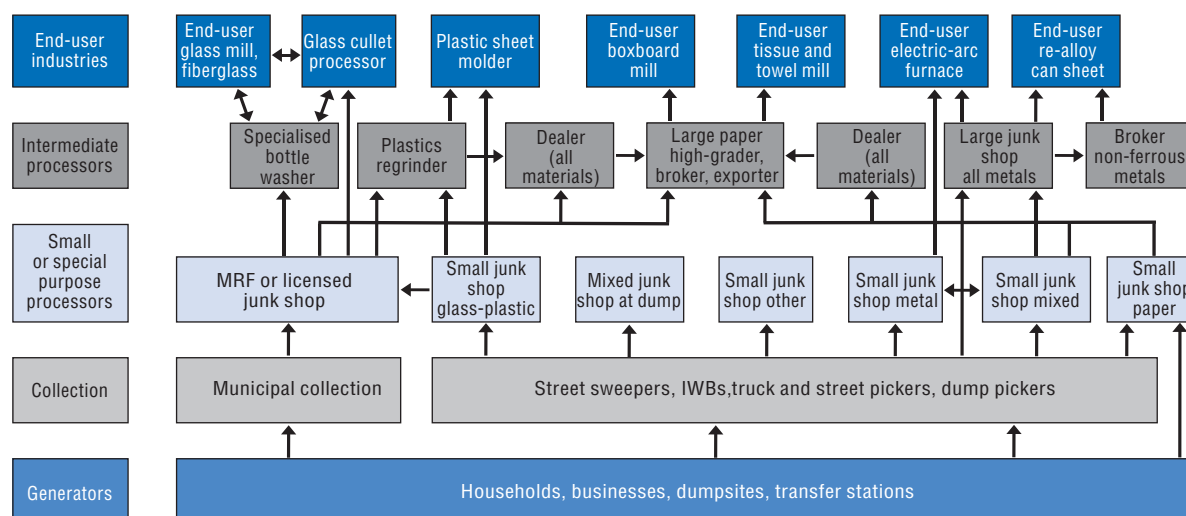 End-user
industries
End-user
glass mill,
fiberglass
Glass cullet
processor
Plastic sheet
molder
End-user
boxboard
mill
End-user
tissue and
towel mill
End-user
electric-arc
furnace
End-user
re-alloy
can sheet
Intermediate
processors
Specialised
bottle
washer
Plastics
regrinder
Dealer
(all
materials)
Large paper
high-grader,
broker, exporter
Dealer
(all
materials)
Large junk
shop
all metals
Broker
non-ferrous
metals
Small
or special
purpose
processors
MRF or licensed
junk shop
Small junk
shop
glass-plastic
Mixed junk
shop at dump
Small junk
shop other
Small junk
shop metal
Small junk
shop mixed
Small
junk shop
paper
Collection
Municipal collection
Street sweepers, IWBs,truck and street pickers, dump pickers
Generators
Households, businesses, dumpsites, transfer stations